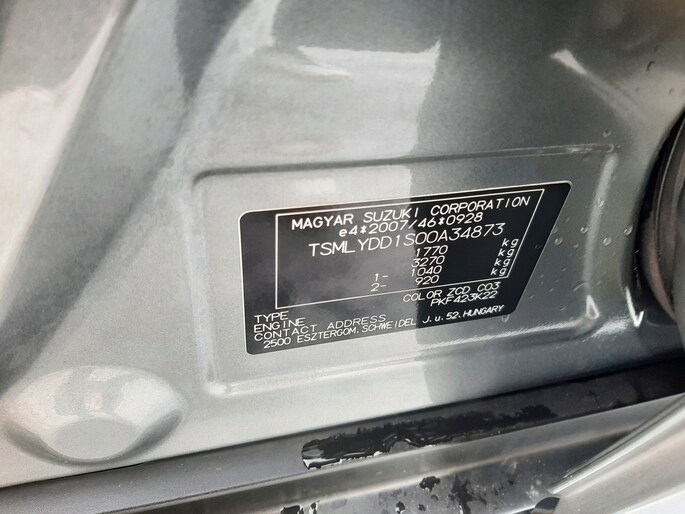 MAGYAR SUZUKI CORPORATION
e4*2007/46*0928
TSMLYDD1S00A34873
1770 kg
3270 kg
1- 1040 kg
2- 920
COLOR ZCD C03
TYPE PKF423K22
ENGINE
CONTACT ADDRESS
2500 ESZTERGOM, SCHWEIDEL J. u. 52. HUNGARY